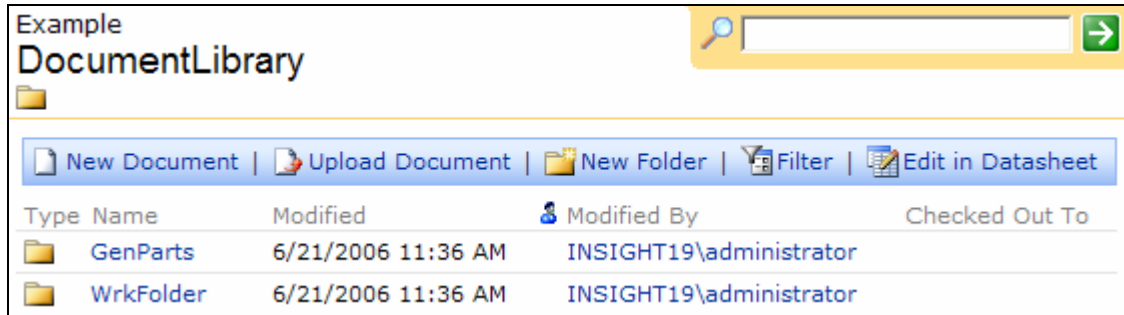 Example
DocumentLibrary
New Document | Upload Document | New Folder | Filter | Edit in Datasheet
Type Name Modified Modified By Checked Out To
GenParts 6/21/2006 11:36 AM INSIGHT19\administrator
WrkFolder 6/21/2006 11:36 AM INSIGHT19\administrator